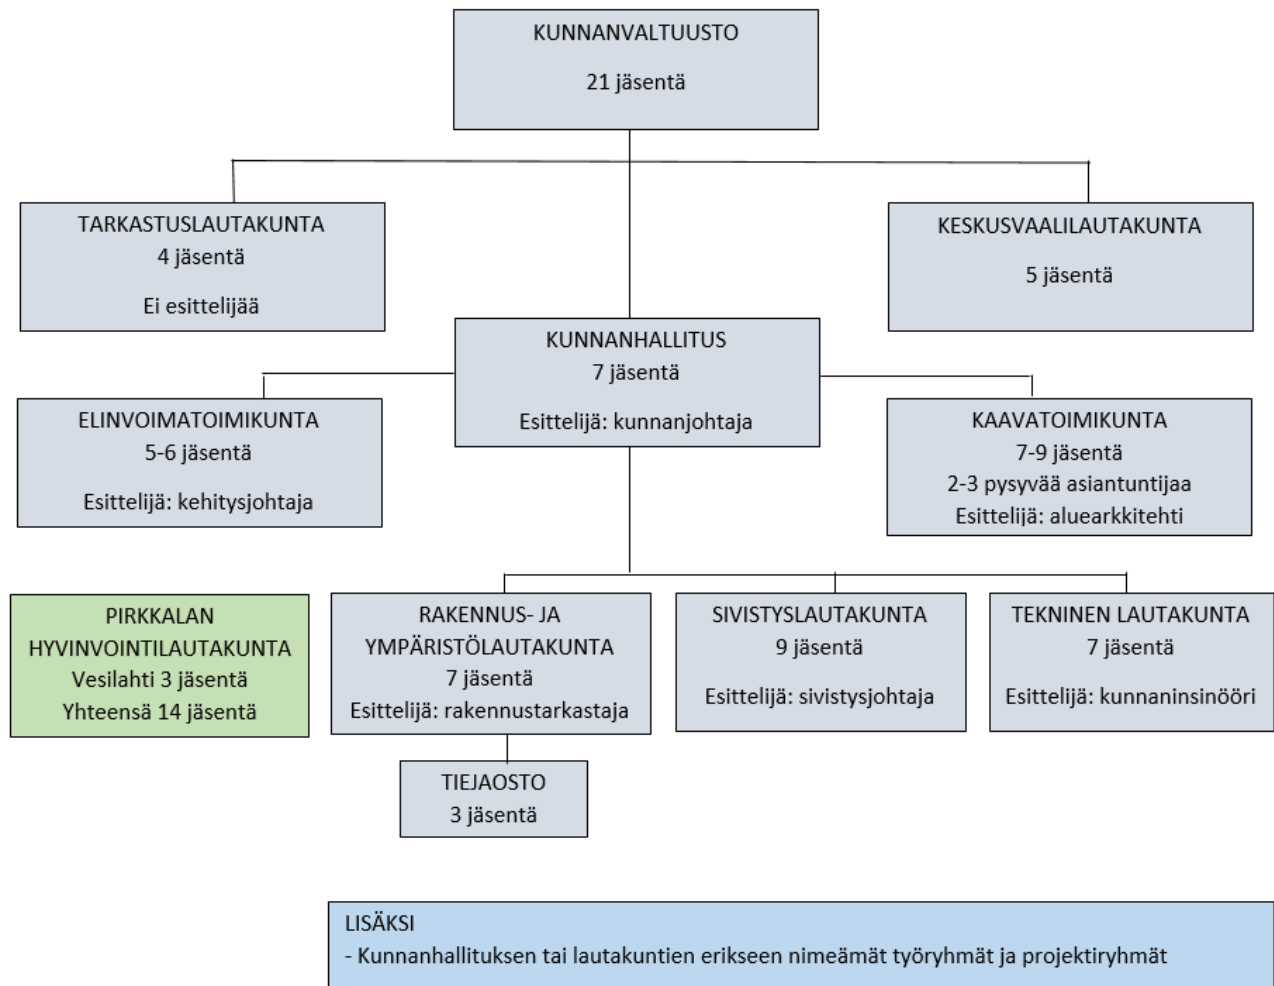 KUNNANVALTUUSTO
21 jäsentä
TARKASTUSLAUTAKUNTA
4 jäsentä
Ei esittelijää
KESKUSVAALILAUTAKUNTA
5 jäsentä
KUNNANHALLITUS
7 jäsentä
Esittelijä: kunnanjohtaja
ELINVOIMATOIMIKUNTA
5-6 jäsentä
Esittelijä: kehitysjohtaja
KAAVATOIMIKUNTA
7-9 jäsentä
2-3 pysyvää asiantuntijaa
Esittelijä: aluearkkitehti
PIRKKALAN
HYVINVOINTILAUTAKUNTA
Vesilahti 3 jäsentä
Yhteensä 14 jäsentä
RAKENNUS- JA
YMPÄRISTÖLAUTAKUNTA
7 jäsentä
Esittelijä: rakennustarkastaja
SIVISTYSLAUTAKUNTA
9 jäsentä
Esittelijä: sivistysjohtaja
TEKNINEN LAUTAKUNTA
7 jäsentä
Esittelijä: kunnaninsinööri
TIEJAOSTO
3 jäsentä
LISÄKSI
- Kunnanhallituksen tai lautakuntien erikseen nimeämät työryhmät ja projektiryhmät